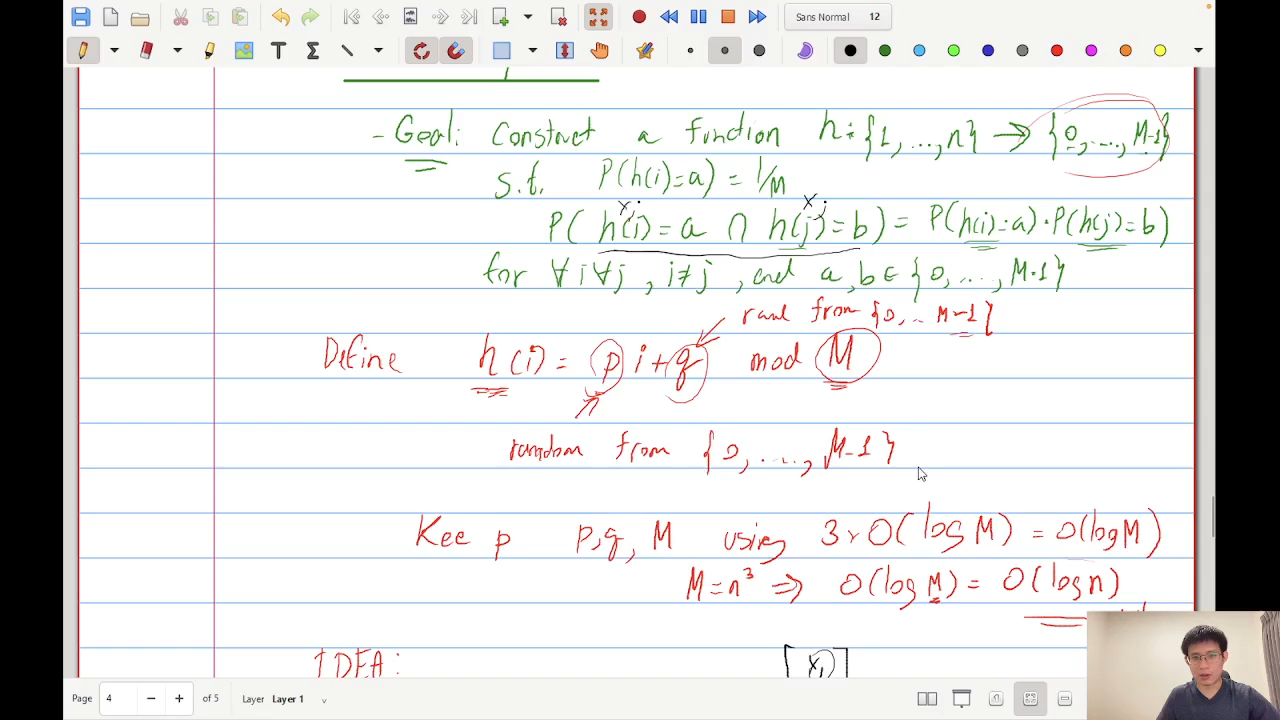 Sans Normal 12
- Goal: Construct a function h: {1, ..., n} → {0, ..., M-1}
s.t. P(h(i)=a) = 1/M
x i x j
P( h(i)=a ∩ h(j)=b ) = P(h(i)=a) · P(h(j)=b)
for ∀i ∀j , i≠j , and a, b ∈ {0, ..., M-1}
rand from {0, .. M-1}
Define h(i) = p i + q mod M
random from {0, ...., M-1}
Keep p,q, M using 3 × O(log M) = O(log M)
M = n³ ⇒ O(log M) = O(log n)
IDEA: x₁
Page 4 of 5 Layer Layer 1